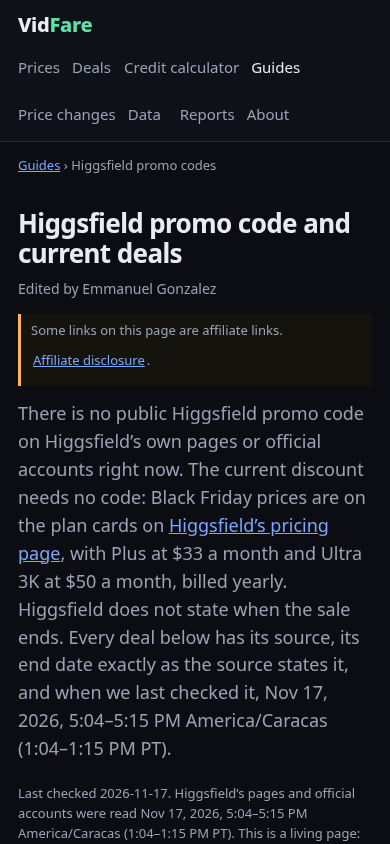 VidFare
Prices Deals Credit calculator Guides
Price changes Data Reports About
Guides › Higgsfield promo codes
Higgsfield promo code and
current deals
Edited by Emmanuel Gonzalez
Some links on this page are affiliate links.
Affiliate disclosure.
There is no public Higgsfield promo code
on Higgsfield’s own pages or official
accounts right now. The current discount
needs no code: Black Friday prices are on
the plan cards on Higgsfield’s pricing
page, with Plus at $33 a month and Ultra
3K at $50 a month, billed yearly.
Higgsfield does not state when the sale
ends. Every deal below has its source, its
end date exactly as the source states it,
and when we last checked it, Nov 17,
2026, 5:04–5:15 PM America/Caracas
(1:04–1:15 PM PT).
Last checked 2026-11-17. Higgsfield’s pages and official
accounts were read Nov 17, 2026, 5:04–5:15 PM
America/Caracas (1:04–1:15 PM PT). This is a living page: